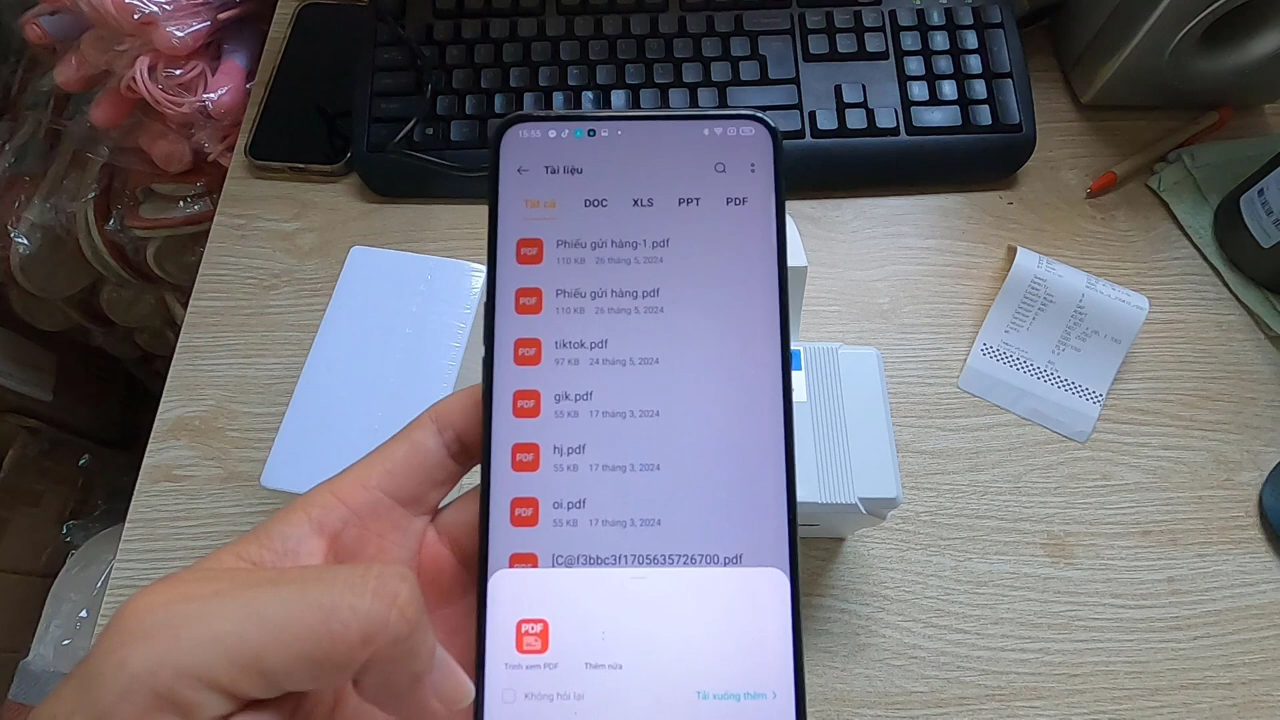 15:55
Tài liệu
Tất cả DOC XLS PPT PDF
PDF Phiếu gửi hàng-1.pdf
110 KB 26 tháng 5, 2024
PDF Phiếu gửi hàng.pdf
110 KB 26 tháng 5, 2024
PDF tiktok.pdf
97 KB 24 tháng 5, 2024
PDF gik.pdf
55 KB 17 tháng 3, 2024
PDF hj.pdf
55 KB 17 tháng 3, 2024
PDF oi.pdf
55 KB 17 tháng 3, 2024
[C@f3bbc3f1705635726700.pdf
PDF
Trình xem PDF Thêm nữa
Không hỏi lại Tải xuống thêm >